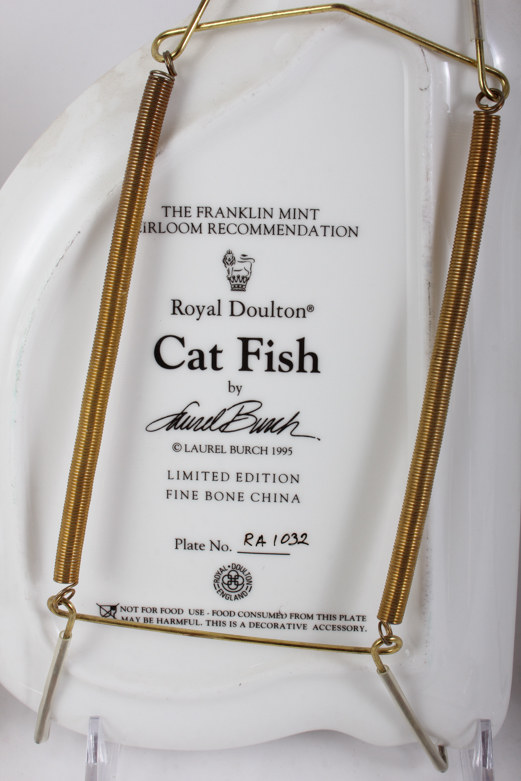 THE FRANKLIN MINT
EIRLOOM RECOMMENDATION
Royal Doulton®
Cat Fish
by
Laurel Burch
© LAUREL BURCH 1995
LIMITED EDITION
FINE BONE CHINA
Plate No. RA 1032
ROYAL DOULTON
ENGLAND
NOT FOR FOOD USE - FOOD CONSUMED FROM THIS PLATE
MAY BE HARMFUL. THIS IS A DECORATIVE ACCESSORY.